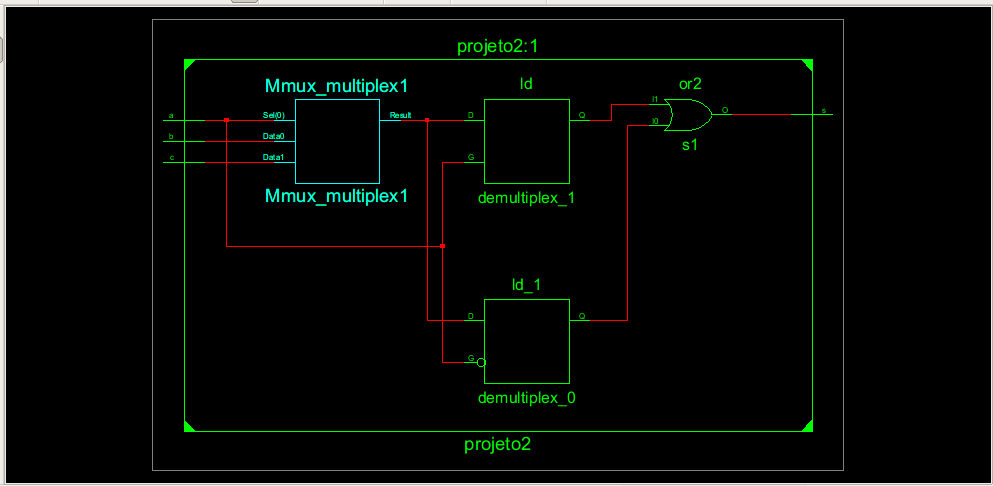 projeto2:1
Mmux_multiplex1
ld
or2
a
Sel(0)
Result
D
Q
I1
O
s
b
Data0
I0
c
Data1
G
s1
Mmux_multiplex1
demultiplex_1
ld_1
D
Q
G
demultiplex_0
projeto2